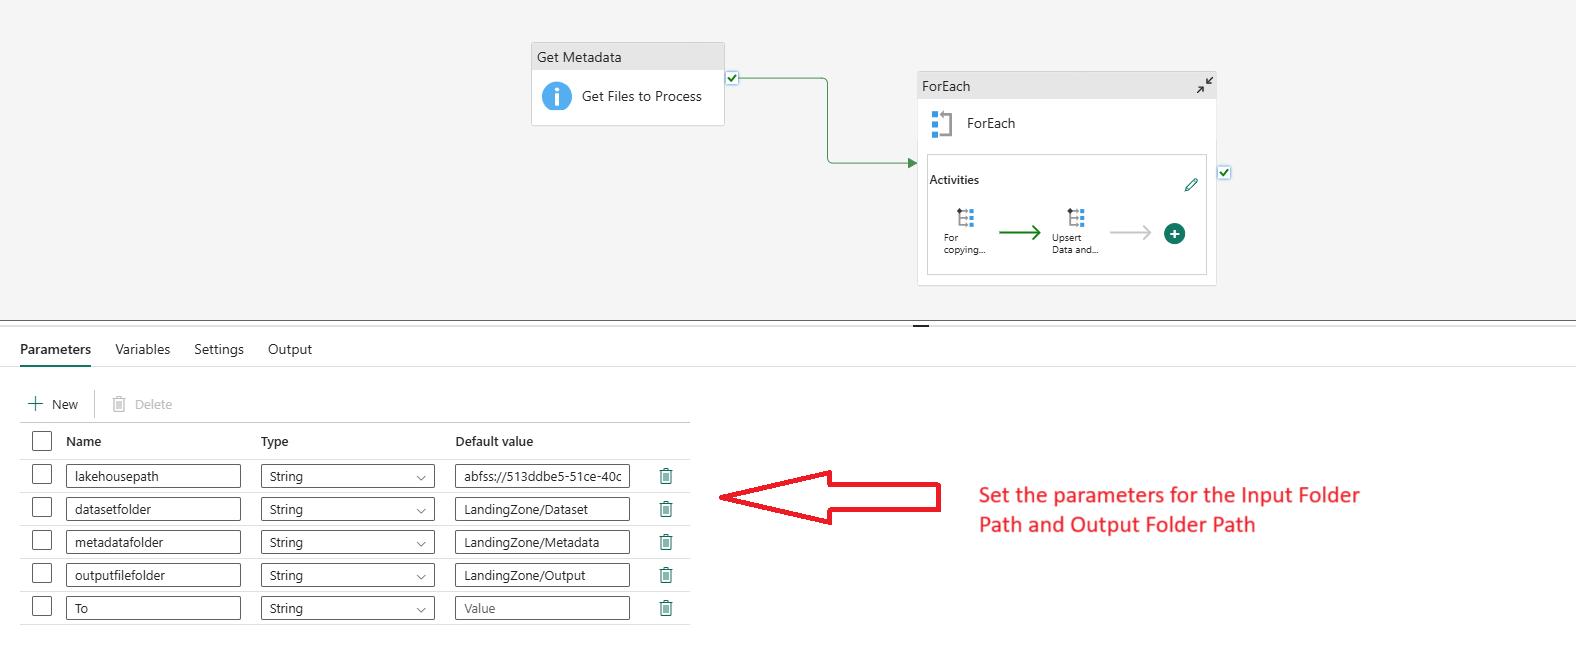 Get Metadata
Get Files to Process
ForEach
ForEach
Activities
For
copying...
Upsert
Data and...
Parameters Variables Settings Output
New Delete
Name Type Default value
lakehousepath String abfss://513ddbe5-51ce-40c
datasetfolder String LandingZone/Dataset
metadatafolder String LandingZone/Metadata
outputfilefolder String LandingZone/Output
To String Value
Set the parameters for the Input Folder
Path and Output Folder Path